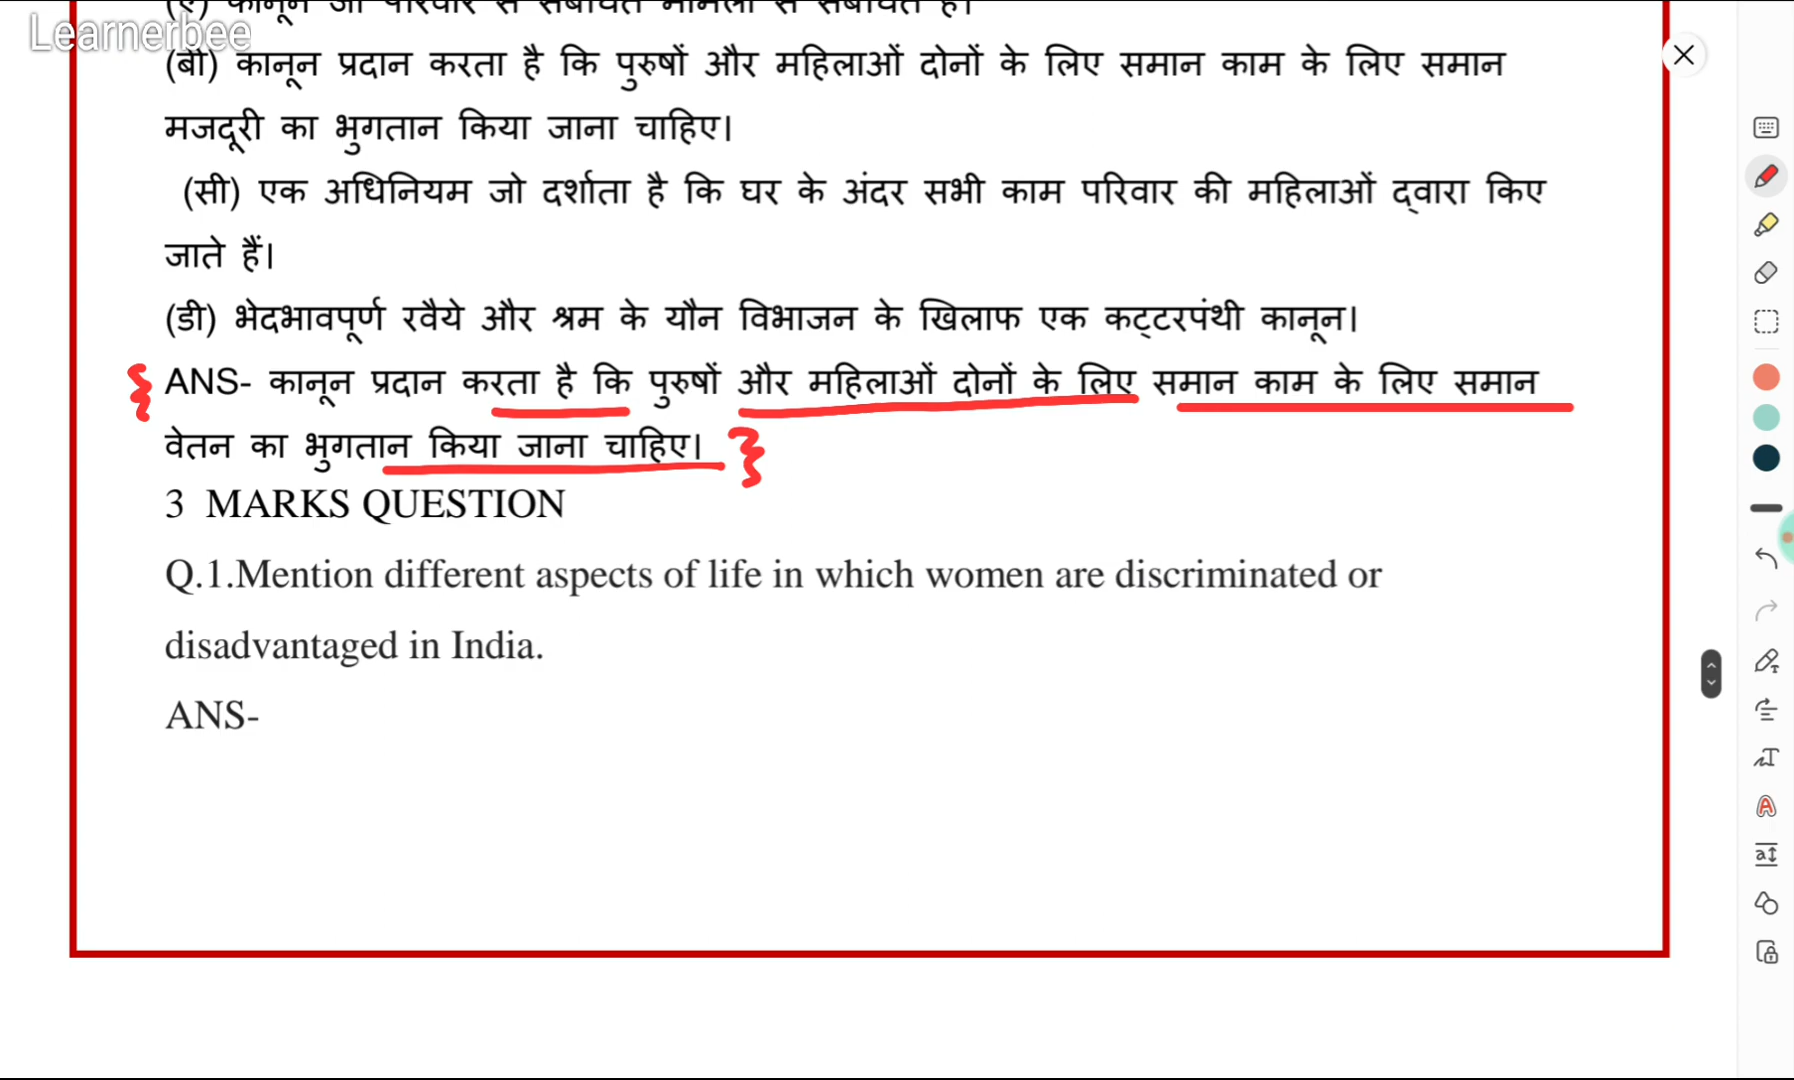 Learnerbee
(बी) कानून प्रदान करता है कि पुरुषों और महिलाओं दोनों के लिए समान काम के लिए समान
मजदूरी का भुगतान किया जाना चाहिए।
(सी) एक अधिनियम जो दर्शाता है कि घर के अंदर सभी काम परिवार की महिलाओं द्वारा किए
जाते हैं।
(डी) भेदभावपूर्ण रवैये और श्रम के यौन विभाजन के खिलाफ एक कट्टरपंथी कानून।
ANS- कानून प्रदान करता है कि पुरुषों और महिलाओं दोनों के लिए समान काम के लिए समान
वेतन का भुगतान किया जाना चाहिए।
3 MARKS QUESTION
Q.1.Mention different aspects of life in which women are discriminated or
disadvantaged in India.
ANS-